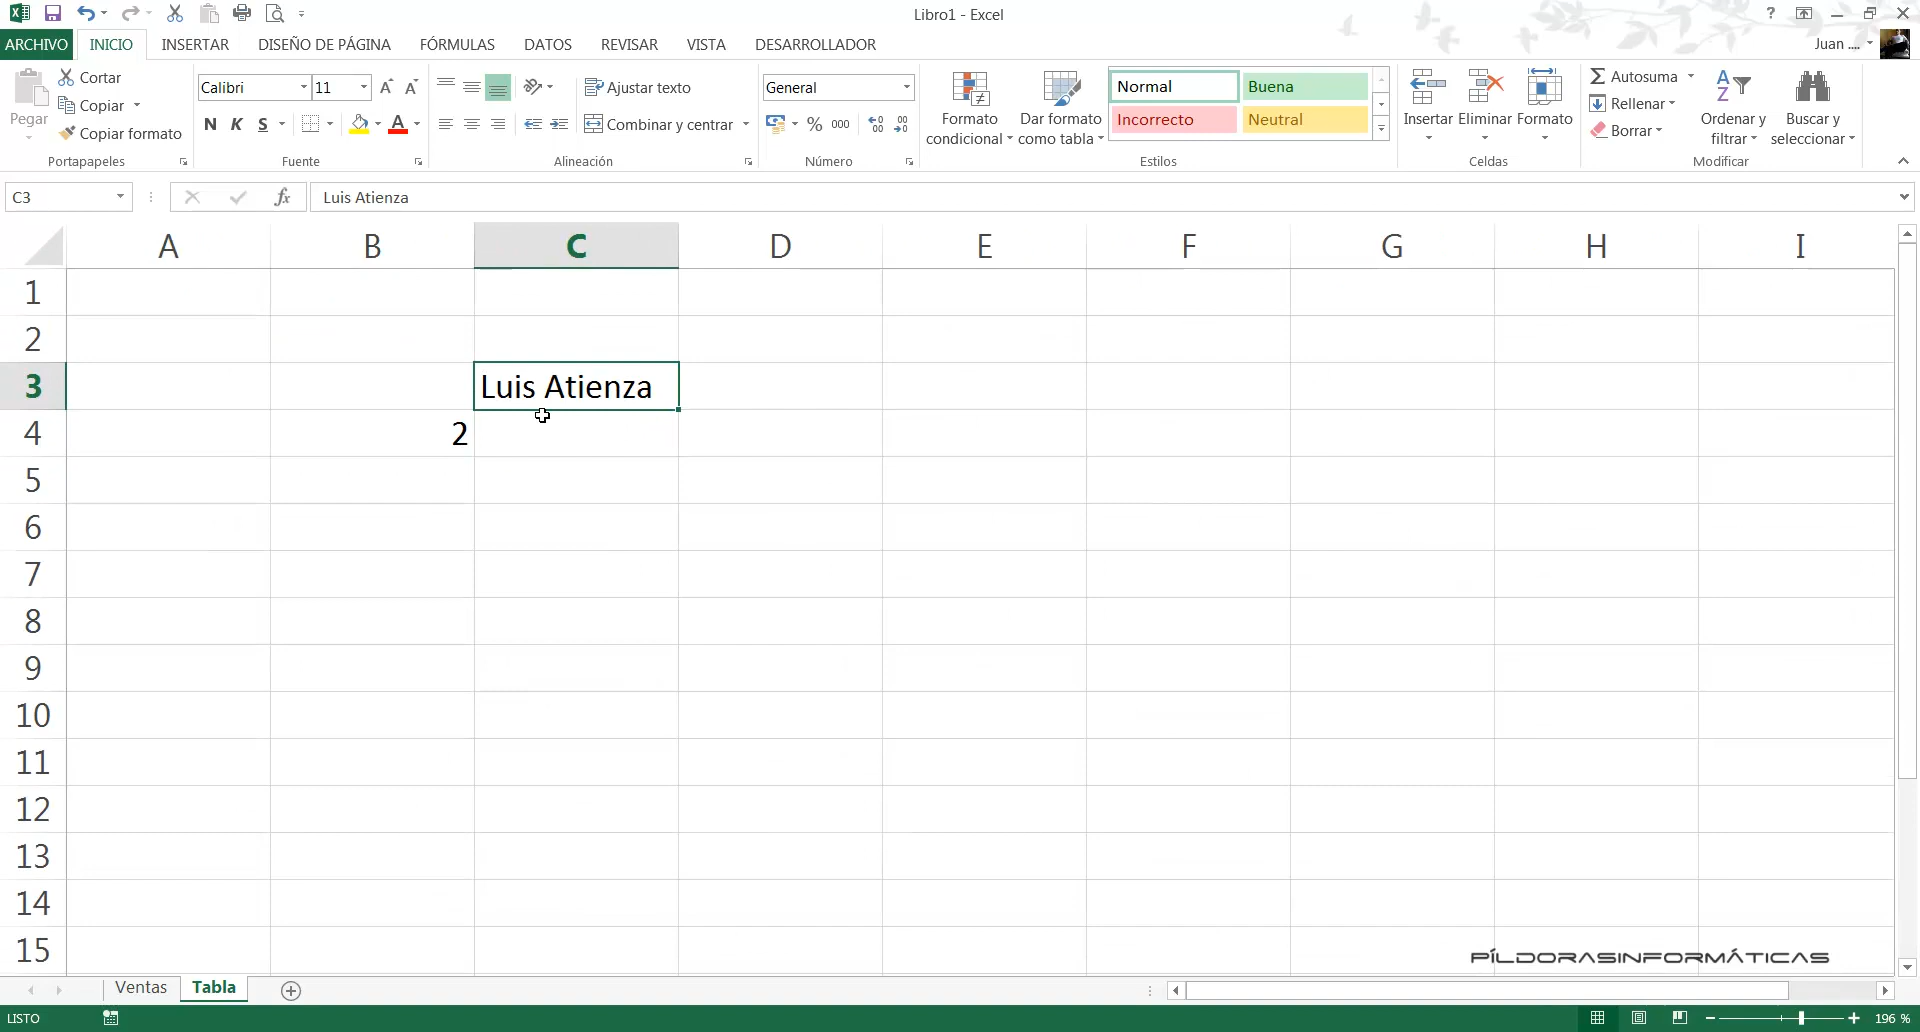 Libro1 - Excel
?
ARCHIVO INICIO INSERTAR DISEÑO DE PÁGINA FÓRMULAS DATOS REVISAR VISTA DESARROLLADOR Juan ....
Pegar
Cortar
Copiar
Copiar formato
Portapapeles
Calibri 11
N K S
Fuente
Ajustar texto
Combinar y centrar
Alineación
General
% 000
Número
Formato condicional
Dar formato como tabla
Normal Buena
Incorrecto Neutral
Estilos
Insertar Eliminar Formato
Celdas
Autosuma
Rellenar
Borrar
Ordenar y filtrar
Buscar y seleccionar
Modificar
C3 fx Luis Atienza
A B C D E F G H I
1
2
3 Luis Atienza
4 2
5
6
7
8
9
10
11
12
13
14
15
PÍLDORASINFORMÁTICAS
Ventas Tabla
LISTO 196 %